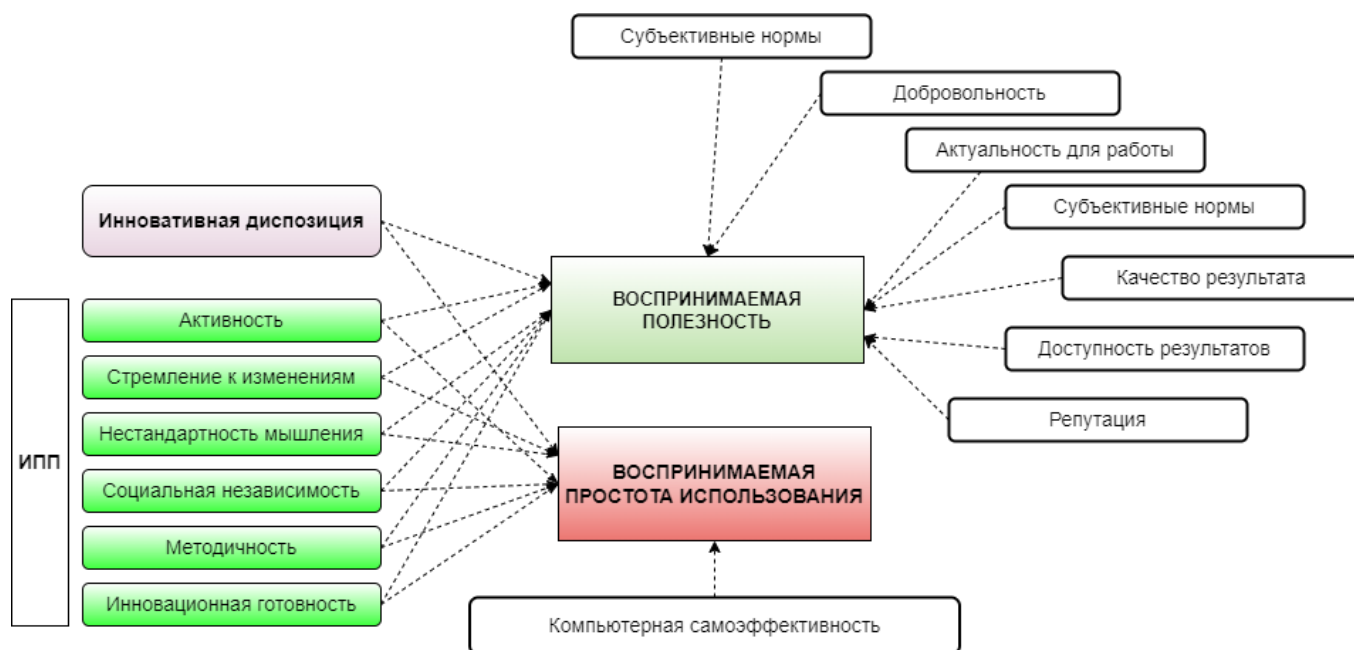 Субъективные нормы
Добровольность
Актуальность для работы
Инновативная диспозиция
Субъективные нормы
Качество результата
ВОСПРИНИМАЕМАЯ
ПОЛЕЗНОСТЬ
Активность
Доступность результатов
Стремление к изменениям
Репутация
Нестандартность мышления
ИПП
ВОСПРИНИМАЕМАЯ
ПРОСТОТА ИСПОЛЬЗОВАНИЯ
Социальная независимость
Методичность
Инновационная готовность
Компьютерная самоэффективность